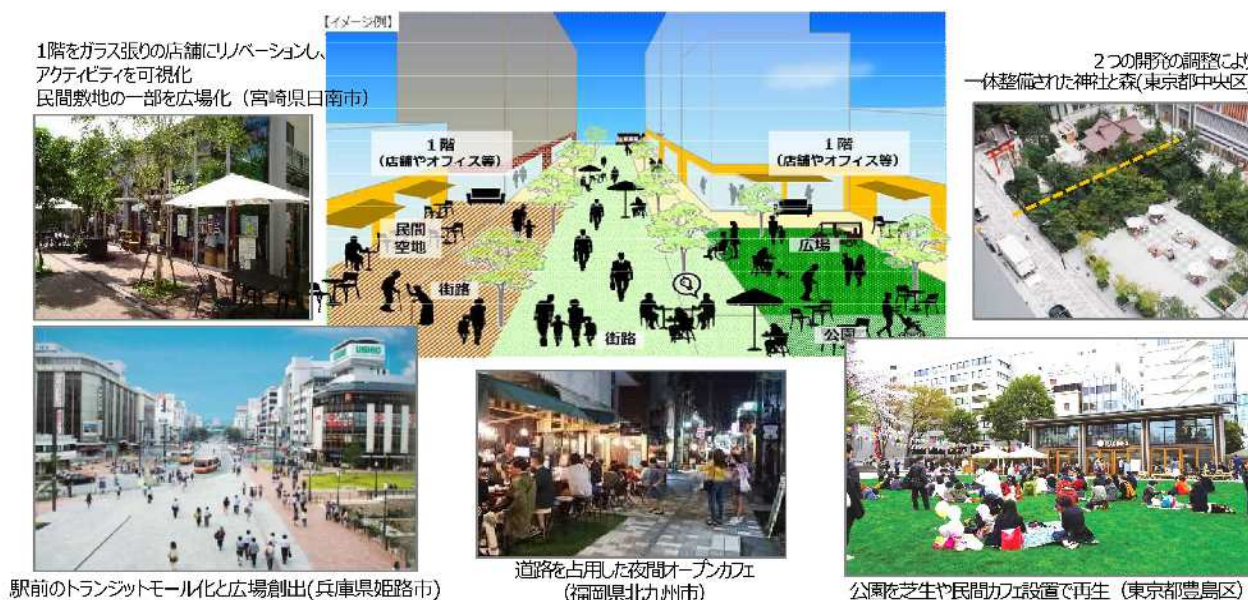 【イメージ例】
1階をガラス張りの店舗にリノベーションし、
アクティビティを可視化
民間敷地の一部を広場化（宮崎県日南市）
2つの開発の調整により
一体整備された神社と森(東京都中央区)
1階
（店舗やオフィス等）
1階
（店舗やオフィス等）
民間
空地
広場
街路
街路
公園
駅前のトランジットモール化と広場創出(兵庫県姫路市)
道路を占用した夜間オープンカフェ
（福岡県北九州市）
公園を芝生や民間カフェ設置で再生（東京都豊島区）